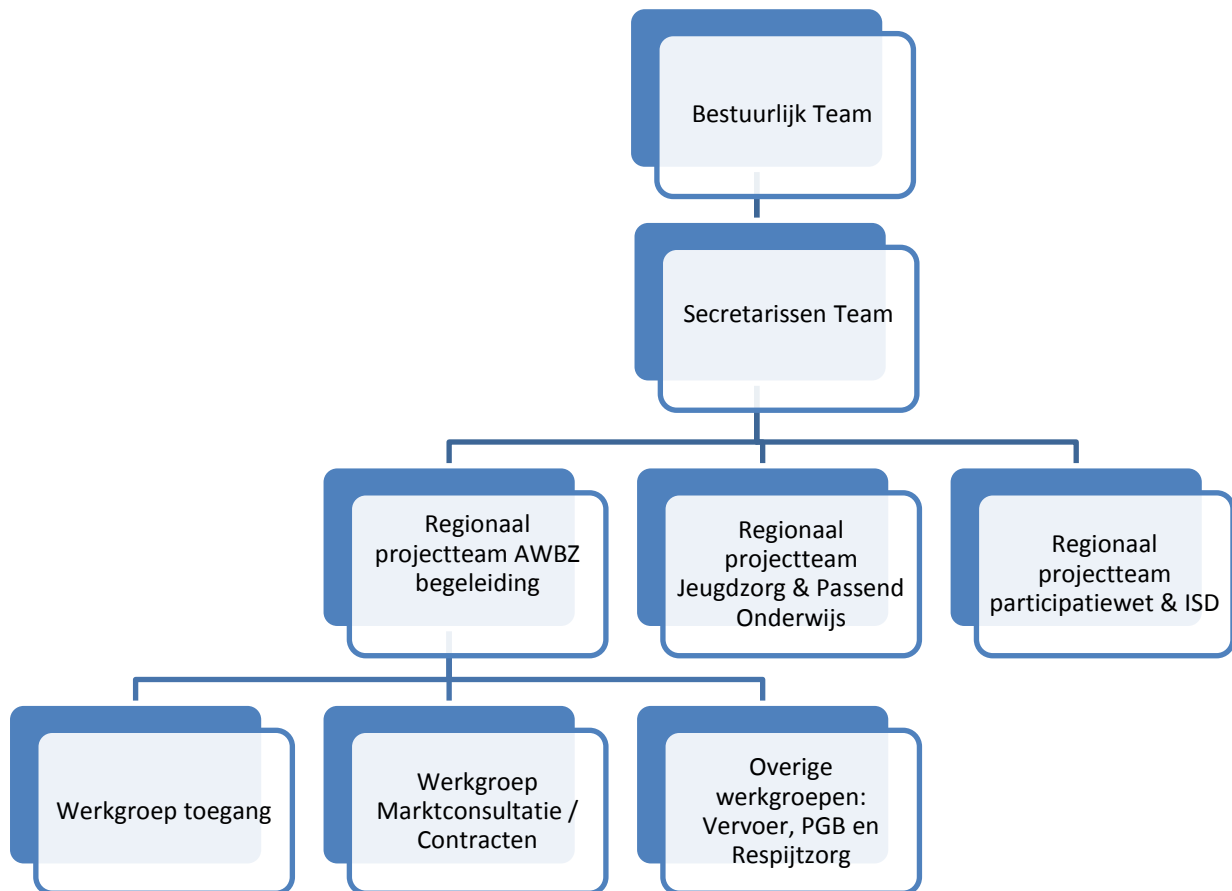 Bestuurlijk Team
Secretarissen Team
Regionaal
projectteam AWBZ
begeleiding
Regionaal
projectteam
Jeugdzorg & Passend
Onderwijs
Regionaal
projectteam
participatiewet & ISD
Werkgroep toegang
Werkgroep
Marktconsultatie /
Contracten
Overige
werkgroepen:
Vervoer, PGB en
Respijtzorg